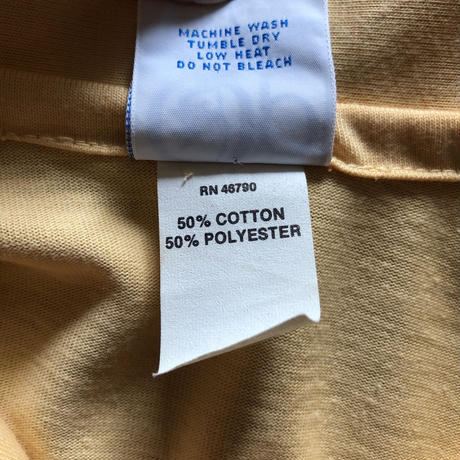 MACHINE WASH
TUMBLE DRY
LOW HEAT
DO NOT BLEACH
RN 46790
50% COTTON
50% POLYESTER